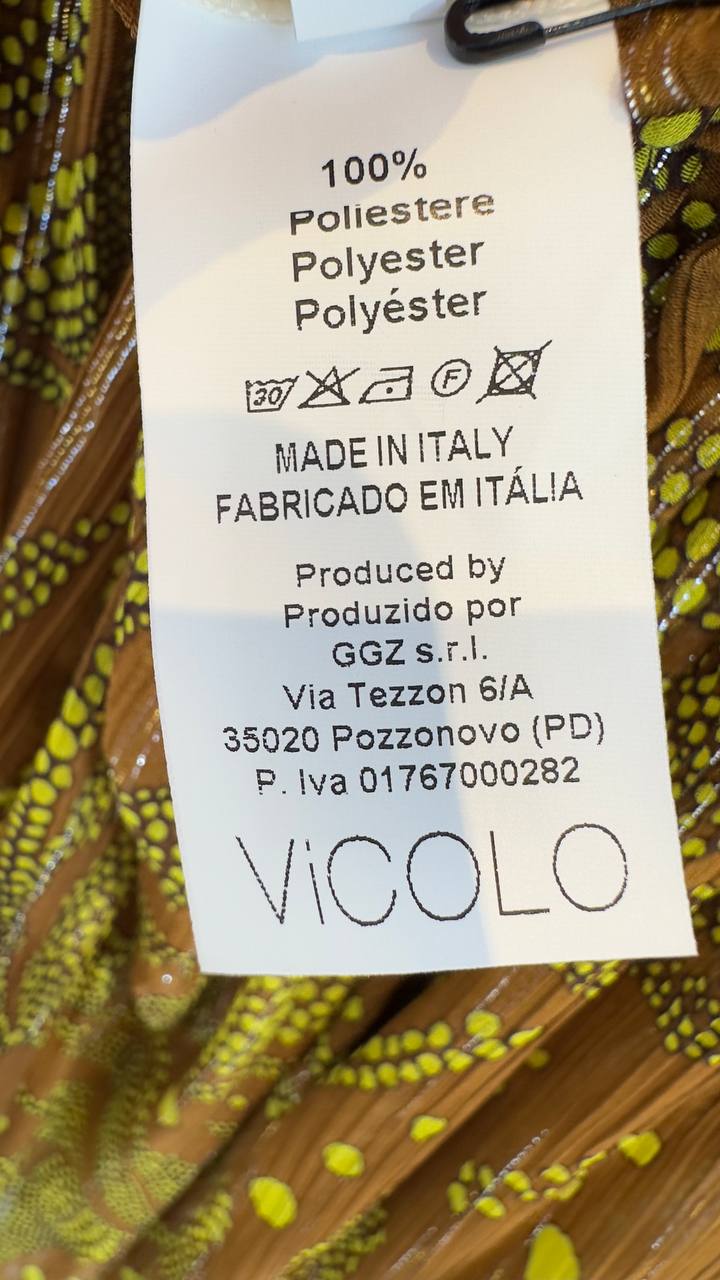 100%
Poliestere
Polyester
Polyéster
30 F
MADE IN ITALY
FABRICADO EM ITÁLIA
Produced by
Produzido por
GGZ s.r.l.
Via Tezzon 6/A
35020 Pozzonovo (PD)
P. Iva 01767000282
ViCOLO